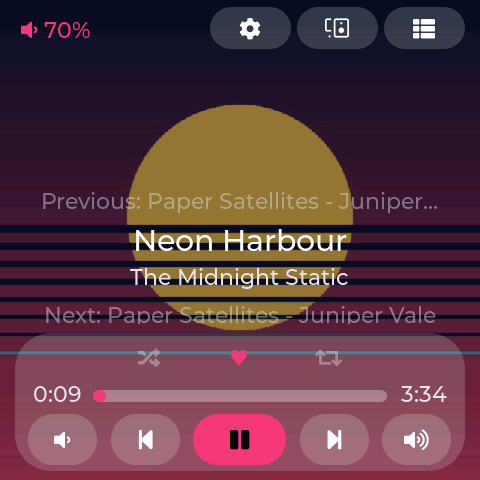 70%
Previous: Paper Satellites - Juniper...
Neon Harbour
The Midnight Static
Next: Paper Satellites - Juniper Vale
0:09
3:34